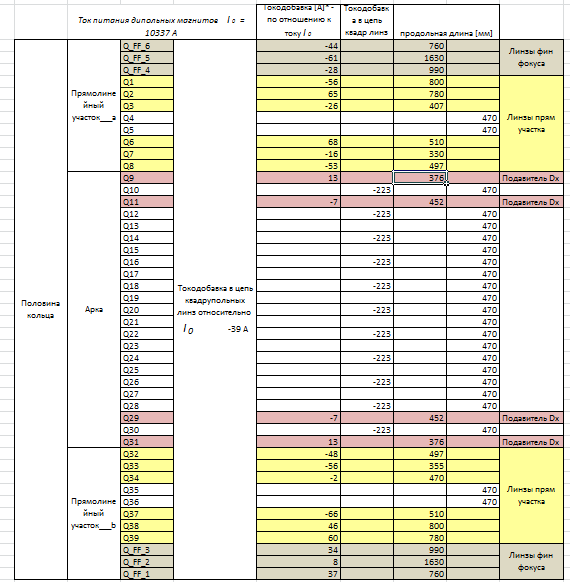 Ток питания дипольных магнитов I 0 = 10337 А
Токодобавка [А]* - по отношению к току I 0
Токодобавка в цепь квадр линз
продольная длина [мм]
Половина кольца
Прямолинейный участок___a
Токодобавка в цепь квадрупольных линз относительно I 0 -39 А
Q_FF_6 -44 760
Q_FF_5 -61 1630
Q_FF_4 -28 990
Линзы фин фокуса
Q1 -56 800
Q2 65 780
Q3 -26 407
Q4 470
Q5 470
Q6 68 510
Q7 -16 330
Q8 -53 497
Линзы прям участка
Арка
Q9 13 376 Подавитель Dx
Q10 -223 470
Q11 -7 452 Подавитель Dx
Q12 -223 470
Q13 470
Q14 -223 470
Q15 470
Q16 -223 470
Q17 470
Q18 -223 470
Q19 470
Q20 -223 470
Q21 470
Q22 -223 470
Q23 470
Q24 -223 470
Q25 470
Q26 -223 470
Q27 470
Q28 -223 470
Q29 -7 452 Подавитель Dx
Q30 -223 470
Q31 13 376 Подавитель Dx
Прямолинейный участок___b
Q32 -48 497
Q33 -56 355
Q34 -2 470
Q35 470
Q36 470
Q37 -66 510
Q38 46 800
Q39 60 780
Линзы прям участка
Q_FF_3 34 990
Q_FF_2 8 1630
Q_FF_1 37 760
Линзы фин фокуса